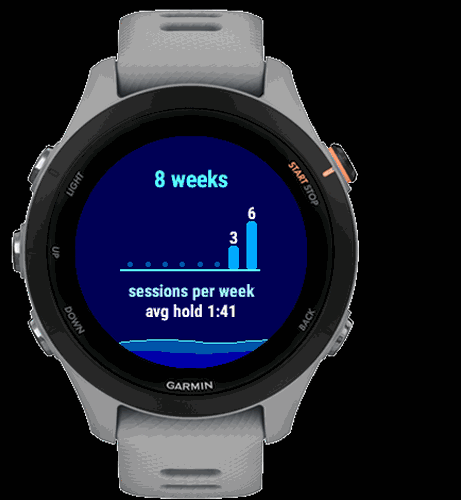 8 weeks
START STOP
LIGHT
6
3
UP
sessions per week
avg hold 1:41
DOWN
BACK
GARMIN